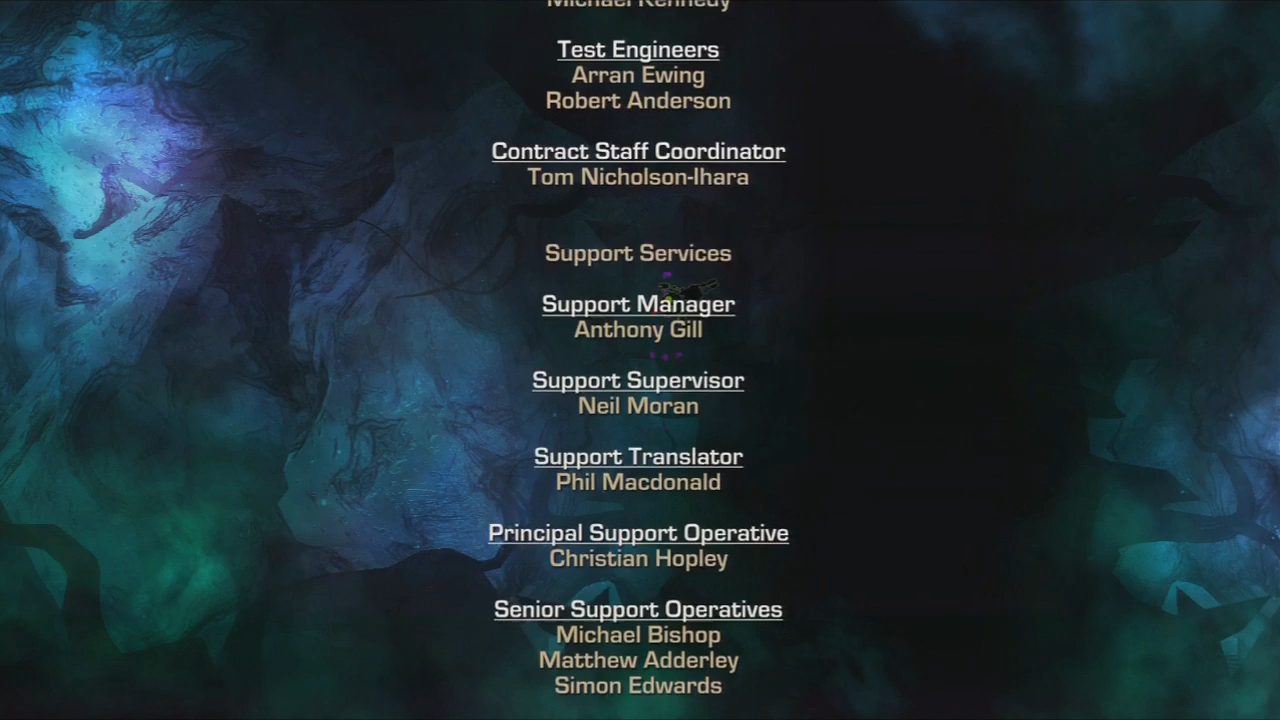 Michael Kennedy
Test Engineers
Arran Ewing
Robert Anderson
Contract Staff Coordinator
Tom Nicholson-Ihara
Support Services
Support Manager
Anthony Gill
Support Supervisor
Neil Moran
Support Translator
Phil Macdonald
Principal Support Operative
Christian Hopley
Senior Support Operatives
Michael Bishop
Matthew Adderley
Simon Edwards